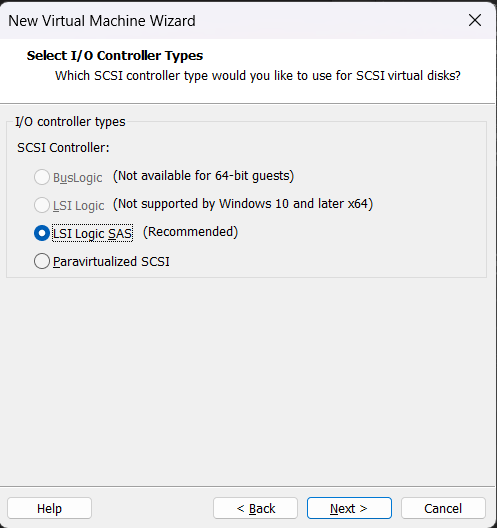 New Virtual Machine Wizard
Select I/O Controller Types
Which SCSI controller type would you like to use for SCSI virtual disks?
I/O controller types
SCSI Controller:
BusLogic (Not available for 64-bit guests)
LSI Logic (Not supported by Windows 10 and later x64)
LSI Logic SAS (Recommended)
Paravirtualized SCSI
Help < Back Next > Cancel